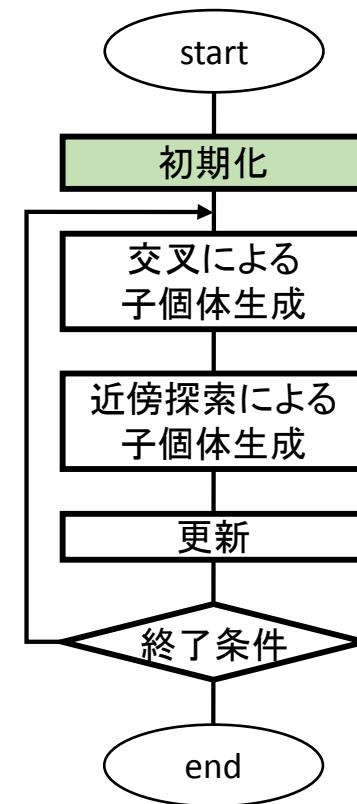 start
初期化
交叉による
子個体生成
近傍探索による
子個体生成
更新
終了条件
end